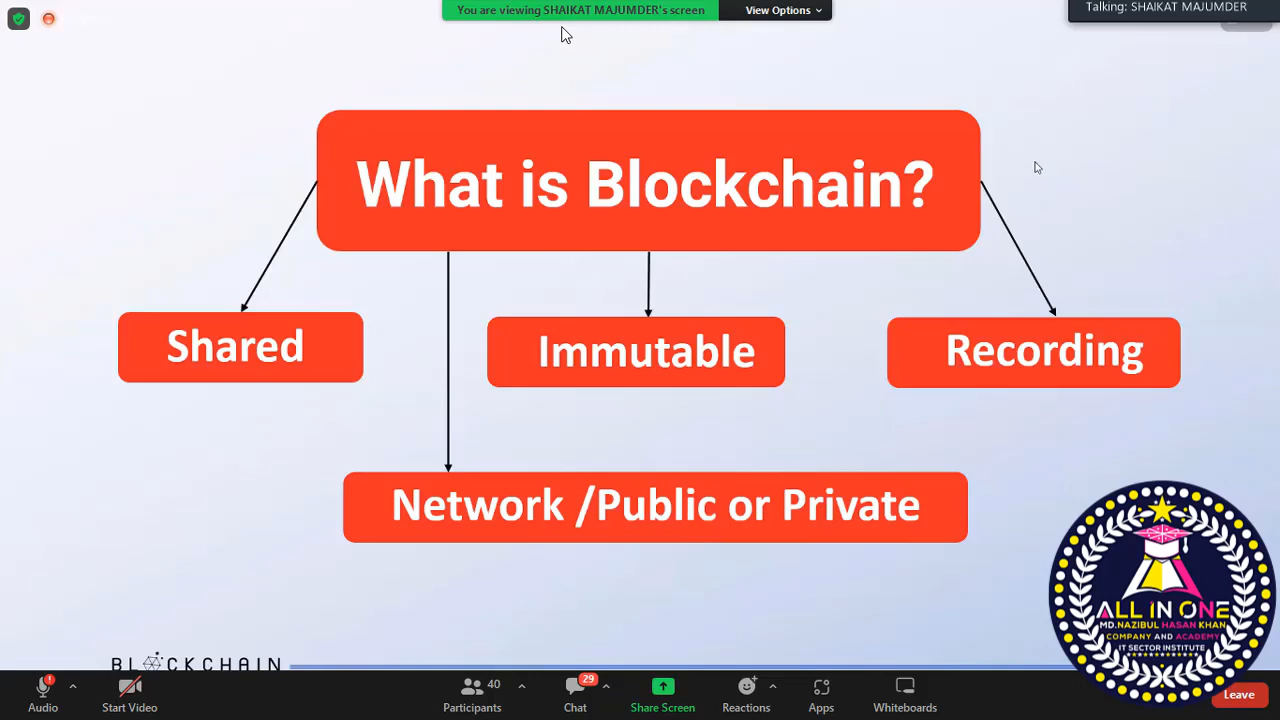 You are viewing SHAIKAT MAJUMDER's screen
View Options
Talking: SHAIKAT MAJUMDER
What is Blockchain?
Shared
Immutable
Recording
Network /Public or Private
ALL IN ONE
MD.NAZIBUL HASAN KHAN
COMPANY AND ACADEMY
IT SECTOR INSTITUTE
BLOCKCHAIN
Audio
Start Video
40
Participants
29
Chat
Share Screen
Reactions
Apps
Whiteboards
Leave